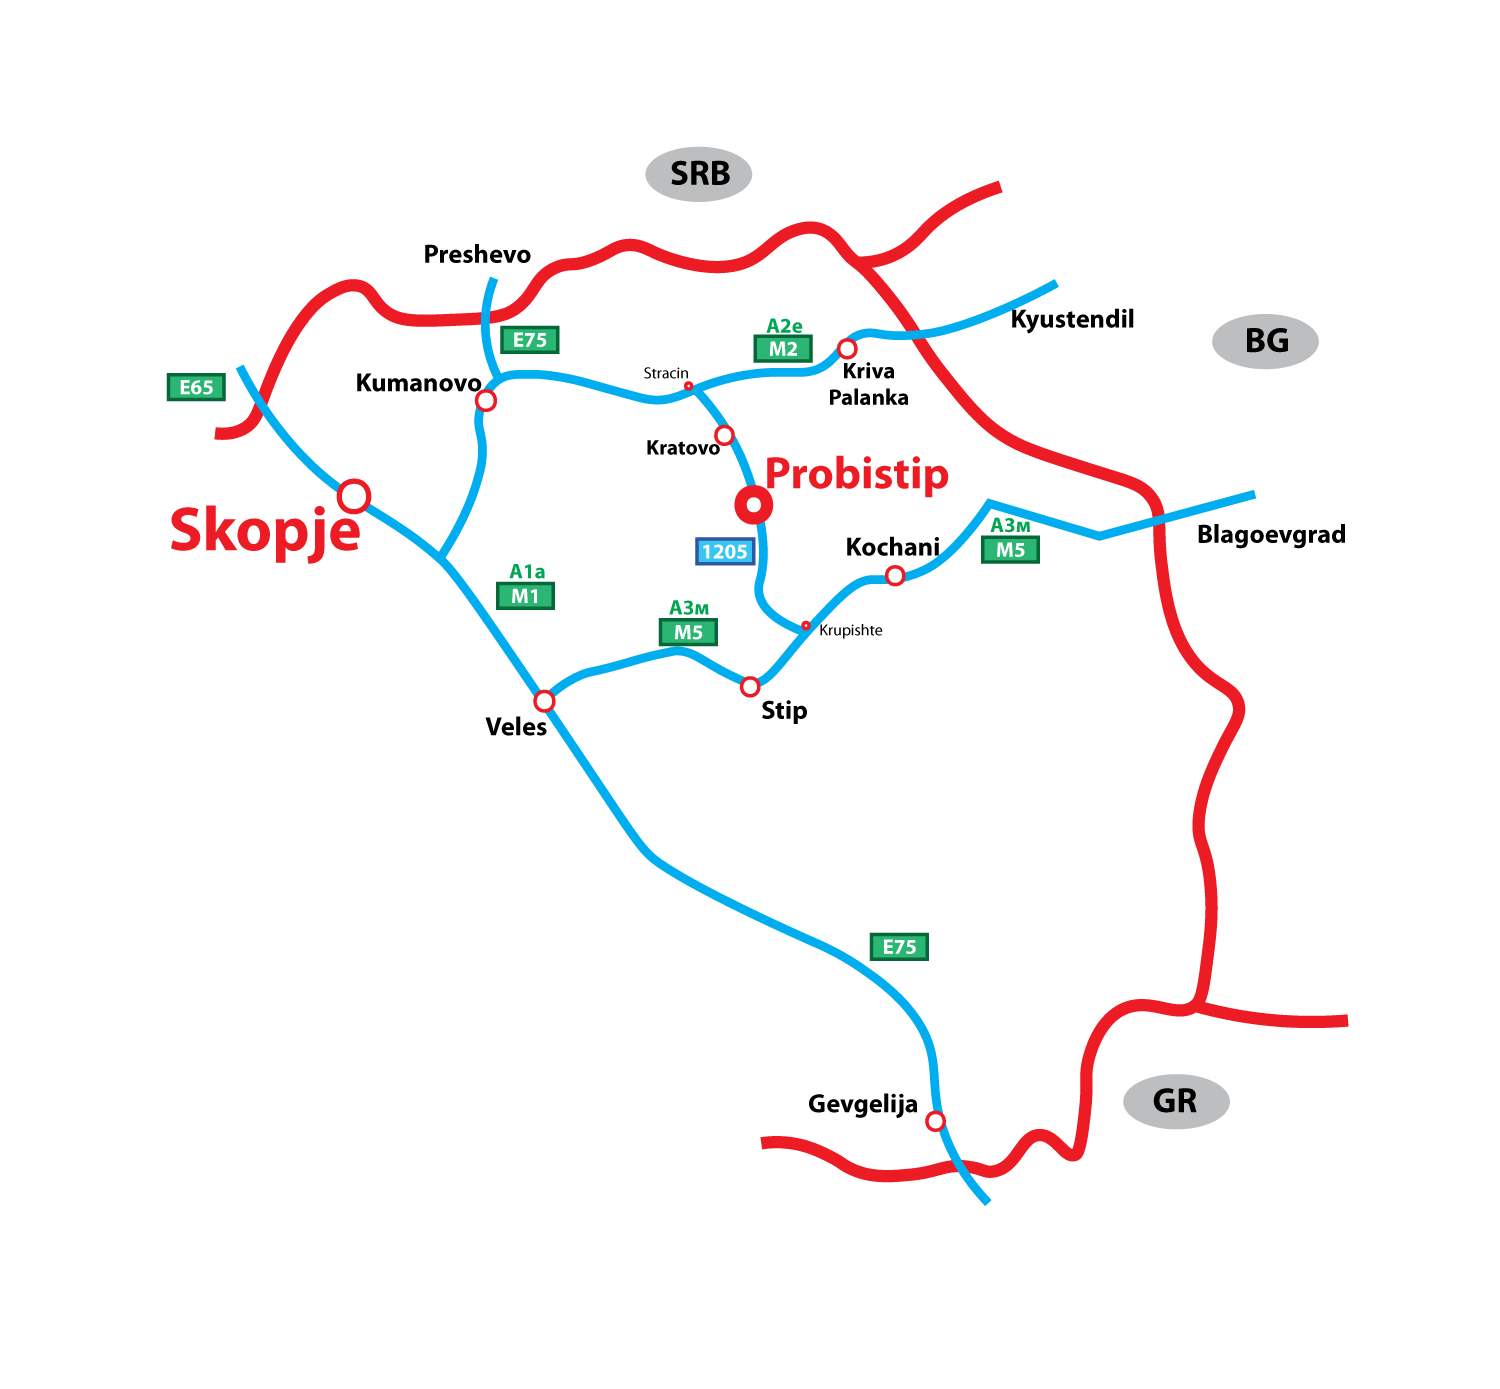 SRB
Preshevo
Kyustendil
A2e
M2
E75
BG
Stracin
Kriva
Palanka
E65
Kumanovo
Kratovo
Probistip
Skopje
Blagoevgrad
A3м
M5
Kochani
1205
A1a
M1
A3м
M5
Krupishte
Stip
Veles
E75
Gevgelija
GR